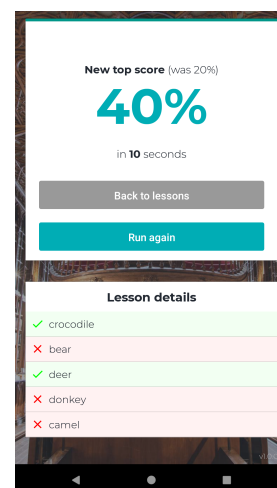 New top score (was 20%)
40%
in 10 seconds
Back to lessons
Run again
Lesson details
crocodile
bear
deer
donkey
camel